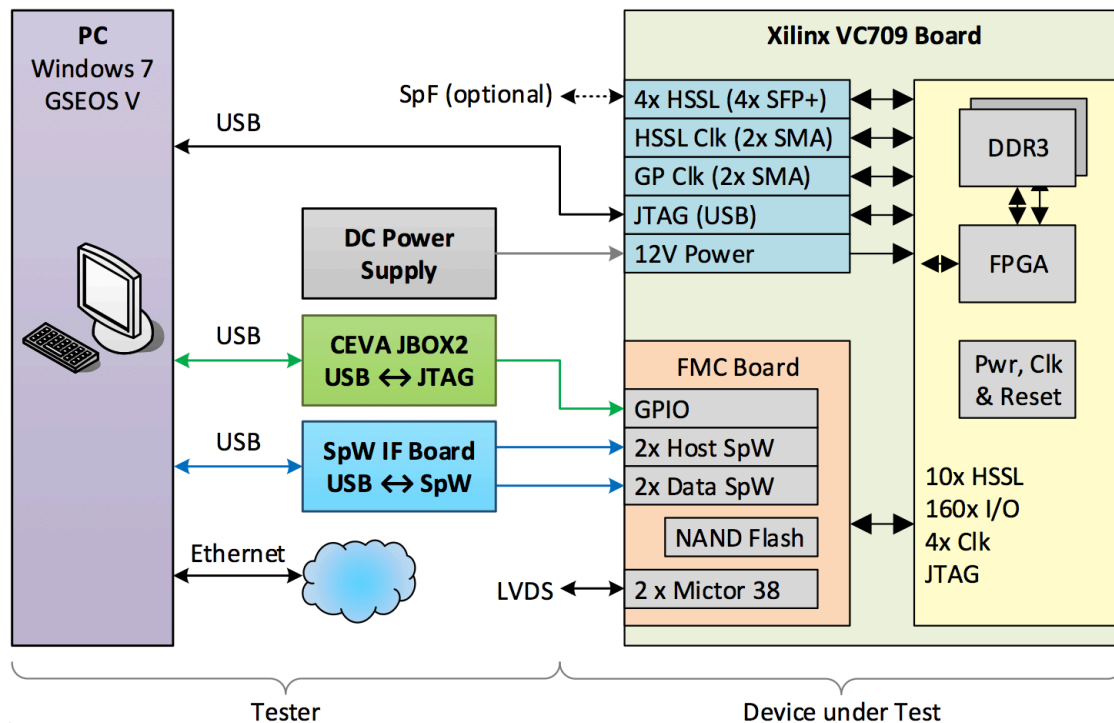 PC
Windows 7
GSEOS V
USB
DC Power
Supply
USB
CEVA JBOX2
USB ↔ JTAG
USB
SpW IF Board
USB ↔ SpW
Ethernet
SpF (optional)
LVDS
Xilinx VC709 Board
4x HSSL (4x SFP+)
HSSL Clk (2x SMA)
GP Clk (2x SMA)
JTAG (USB)
12V Power
FMC Board
GPIO
2x Host SpW
2x Data SpW
NAND Flash
2 x Mictor 38
DDR3
FPGA
Pwr, Clk
& Reset
10x HSSL
160x I/O
4x Clk
JTAG
Tester
Device under Test